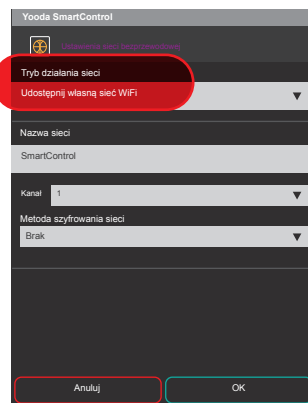 Yooda SmartControl
Ustawienia sieci bezprzewodowej
Tryb działania sieci
Udostępnij własną sieć WiFi
Nazwa sieci
SmartControl
Kanał 1
Metoda szyfrowania sieci
Brak
Anuluj OK